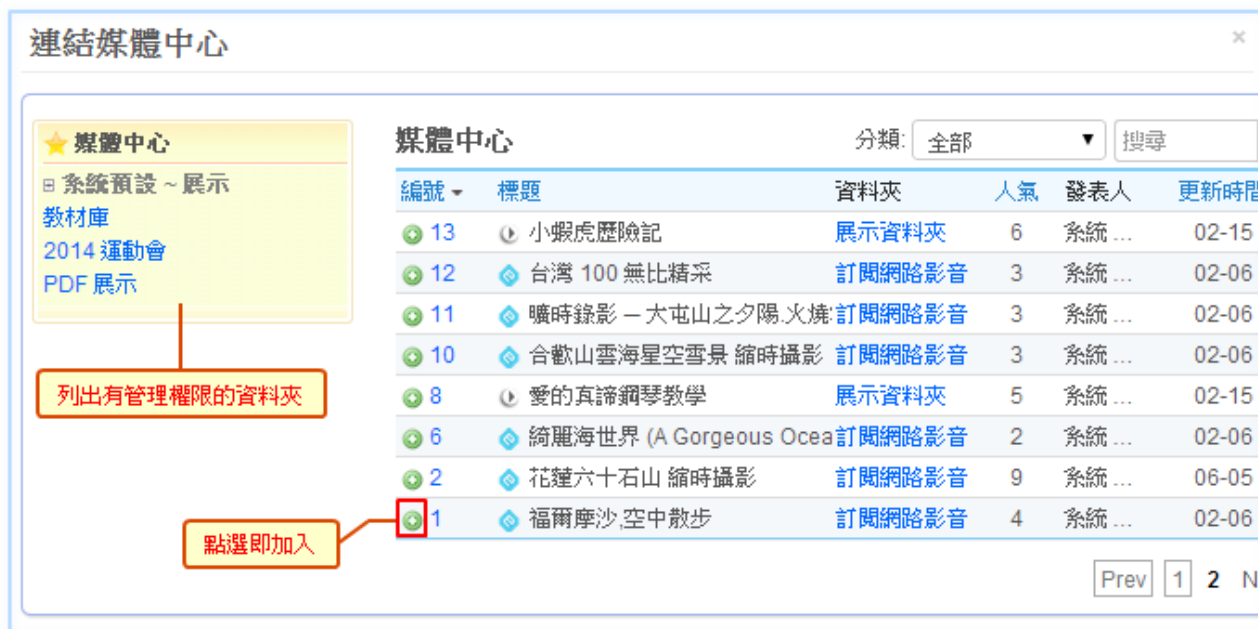 連結媒體中心 ×
媒體中心
系統預設 ~ 展示
教材庫
2014 運動會
PDF 展示
列出有管理權限的資料夾
媒體中心 分類: 全部 搜尋
編號 標題 資料夾 人氣 發表人 更新時間
13 小蝦虎歷險記 展示資料夾 6 系統 ... 02-15
12 台灣 100 無比精采 訂閱網路影音 3 系統 ... 02-06
11 曠時錄影 – 大屯山之夕陽.火燒 訂閱網路影音 3 系統 ... 02-06
10 合歡山雲海星空雪景 縮時攝影 訂閱網路影音 3 系統 ... 02-06
8 愛的真諦鋼琴教學 展示資料夾 5 系統 ... 02-15
6 綺麗海世界 (A Gorgeous Ocea 訂閱網路影音 2 系統 ... 02-06
2 花蓮六十石山 縮時攝影 訂閱網路影音 9 系統 ... 06-05
1 福爾摩沙,空中散步 訂閱網路影音 4 系統 ... 02-06
點選即加入
Prev 1 2 N